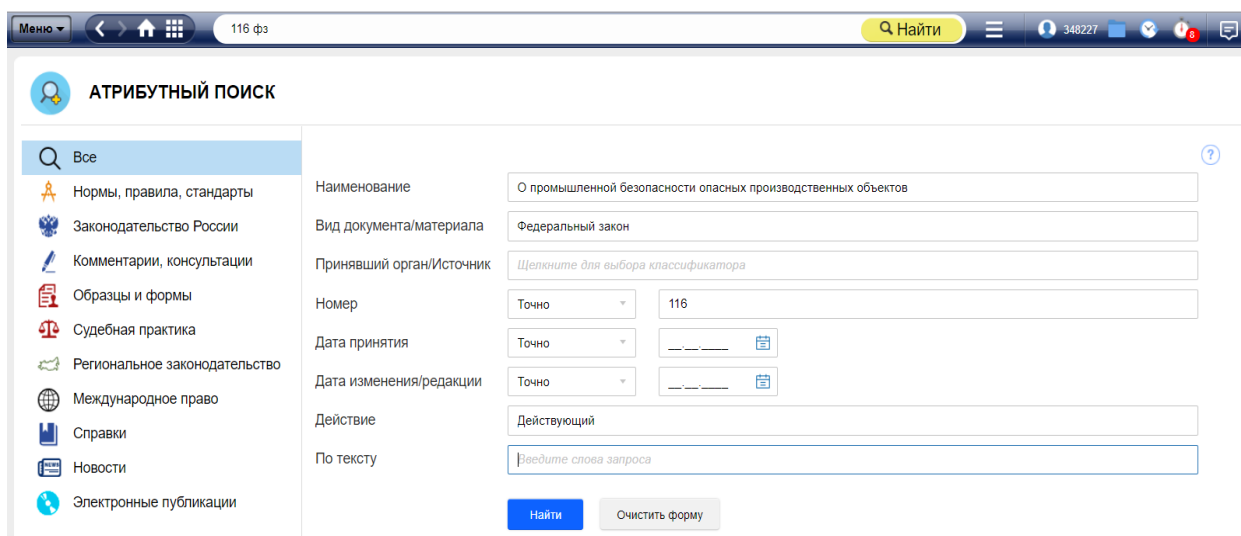 Меню
116 фз
Найти
348227
8
АТРИБУТНЫЙ ПОИСК
Все
Нормы, правила, стандарты
Законодательство России
Комментарии, консультации
Образцы и формы
Судебная практика
Региональное законодательство
Международное право
Справки
NEWS Новости
Электронные публикации
?
Наименование О промышленной безопасности опасных производственных объектов
Вид документа/материала Федеральный закон
Принявший орган/Источник Щелкните для выбора классификатора
Номер Точно 116
Дата принятия Точно __.__.____
Дата изменения/редакции Точно __.__.____
Действие Действующий
По тексту Введите слова запроса
Найти Очистить форму